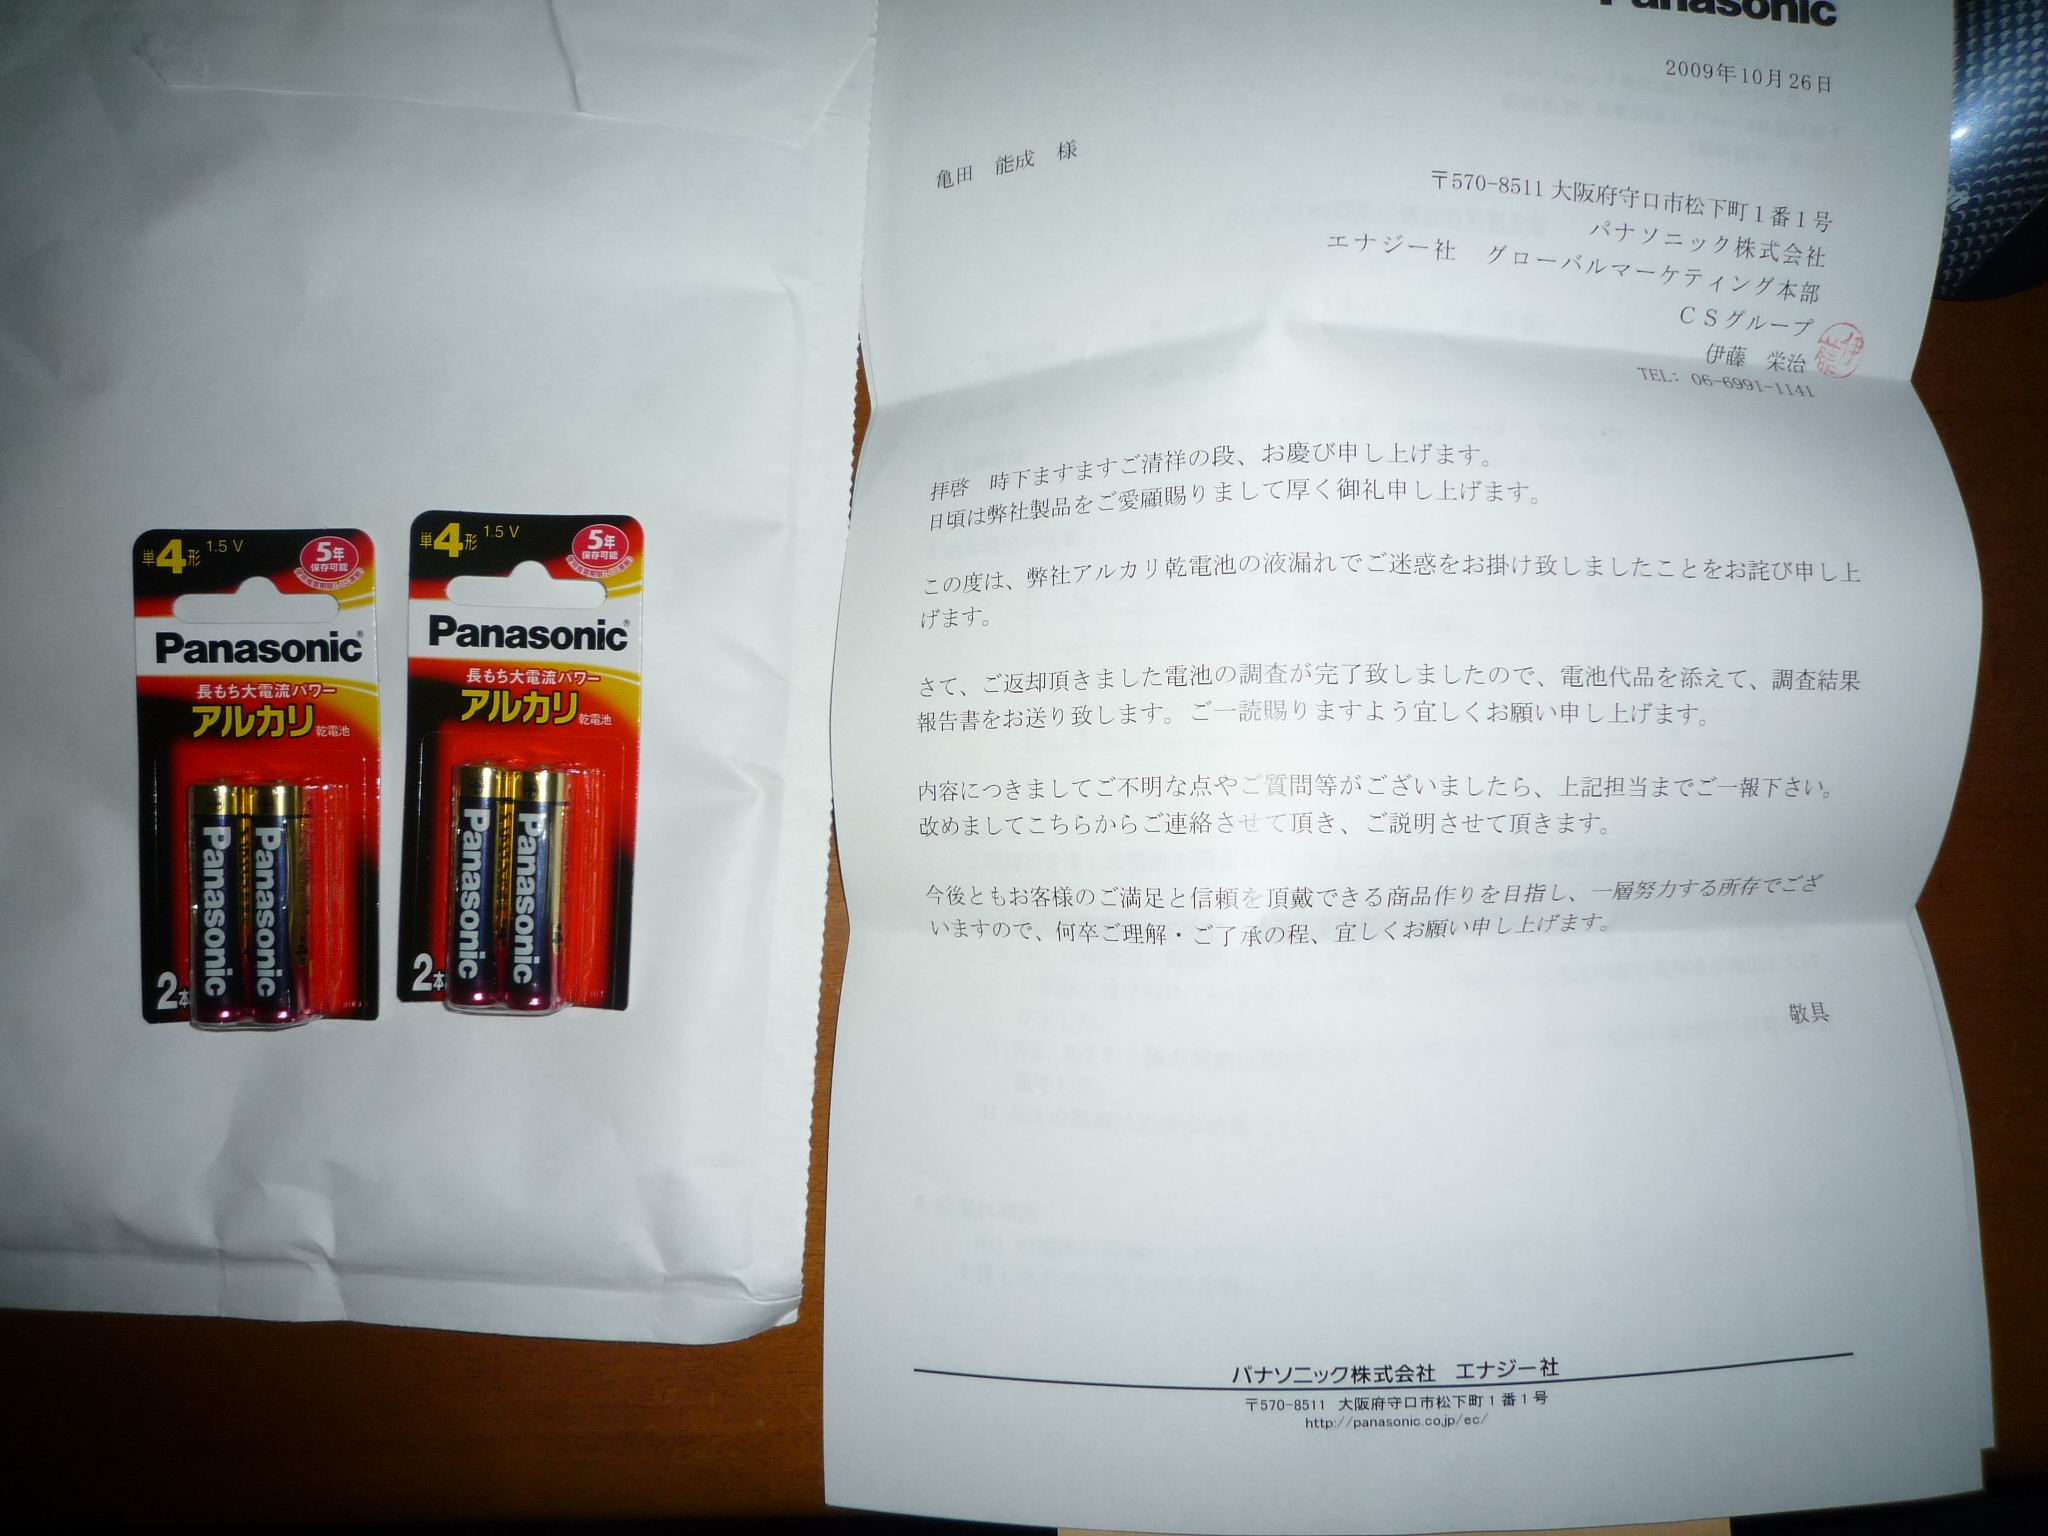 単4形 1.5V
5年
保存可能
Panasonic
長もち大電流パワー
アルカリ乾電池
Panasonic
Panasonic
2本
単4形 1.5V
5年
保存可能
Panasonic
長もち大電流パワー
アルカリ乾電池
Panasonic
Panasonic
2本
Panasonic
2009年10月26日
亀田 能成 様
〒570-8511 大阪府守口市松下町1番1号
パナソニック株式会社
エナジー社 グローバルマーケティング本部
CSグループ
伊藤 栄治
伊藤
TEL: 06-6991-1141
拝啓 時下ますますご清祥の段、お慶び申し上げます。
日頃は弊社製品をご愛顧賜りまして厚く御礼申し上げます。
この度は、弊社アルカリ乾電池の液漏れでご迷惑をお掛け致しましたことをお詫び申し上
げます。
さて、ご返却頂きました電池の調査が完了致しましたので、電池代品を添えて、調査結果
報告書をお送り致します。ご一読賜りますよう宜しくお願い申し上げます。
内容につきましてご不明な点やご質問等がございましたら、上記担当までご一報下さい。
改めましてこちらからご連絡させて頂き、ご説明させて頂きます。
今後ともお客様のご満足と信頼を頂戴できる商品作りを目指し、一層努力する所存でござ
いますので、何卒ご理解・ご了承の程、宜しくお願い申し上げます。
敬具
パナソニック株式会社 エナジー社
〒570-8511 大阪府守口市松下町1番1号
http://panasonic.co.jp/ec/